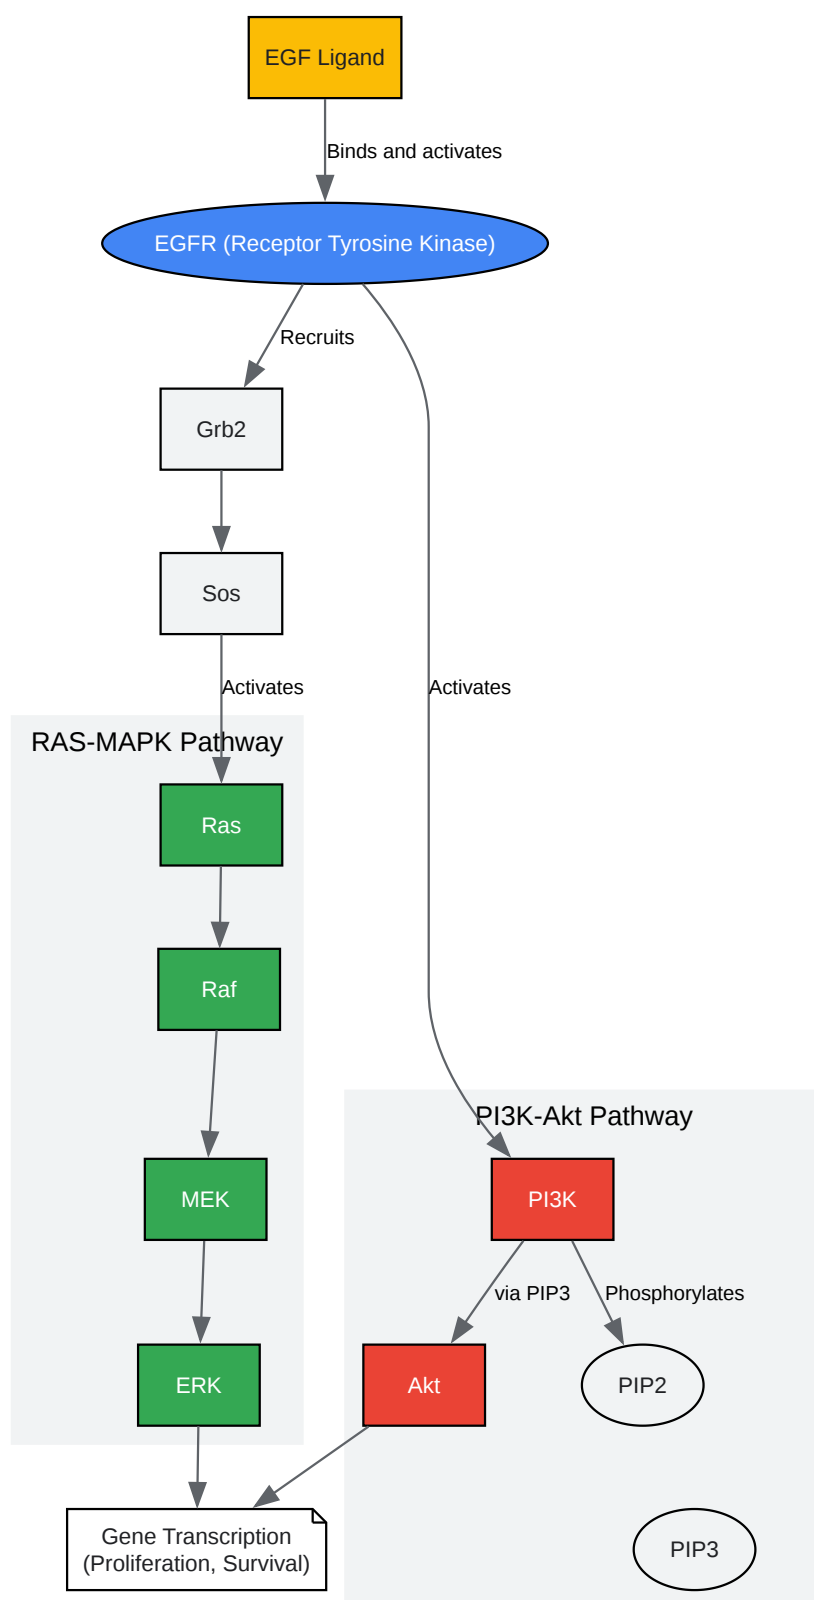 EGF Ligand
Binds and activates
EGFR (Receptor Tyrosine Kinase)
Recruits
Grb2
Sos
Activates
Activates
RAS-MAPK Pathway
Ras
Raf
PI3K-Akt Pathway
MEK
PI3K
via PIP3
Phosphorylates
ERK
Akt
PIP2
Gene Transcription
(Proliferation, Survival)
PIP3